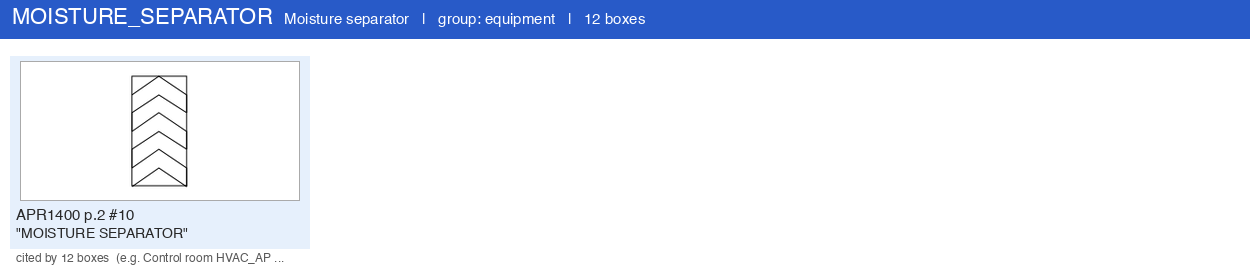 MOISTURE_SEPARATOR Moisture separator I group: equipment I 12 boxes
APR1400 p.2 #10
"MOISTURE SEPARATOR"
cited by 12 boxes (e.g. Control room HVAC_AP ...